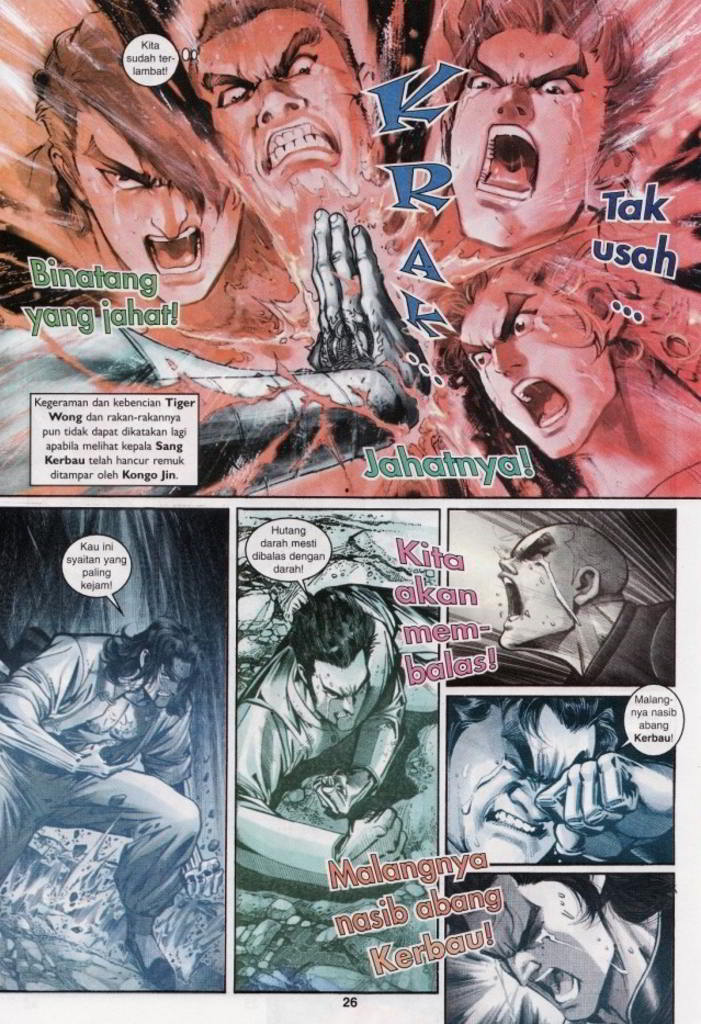 Kita
sudah ter-
lambat!
KRAK...
Tak
usah
...
Binatang
yang jahat!
Kegeraman dan kebencian Tiger
Wong dan rakan-rakannya
pun tidak dapat dikatakan lagi
apabila melihat kepala Sang
Kerbau telah hancur remuk
ditampar oleh Kongo Jin.
Jahatnya!
Kau ini
syaitan yang
paling
kejam!
Hutang
darah mesti
dibalas dengan
darah!
Kita
akan
mem-
balas!
Malang-
nya nasib
abang
Kerbau!
Malangnya
nasib abang
Kerbau!
26